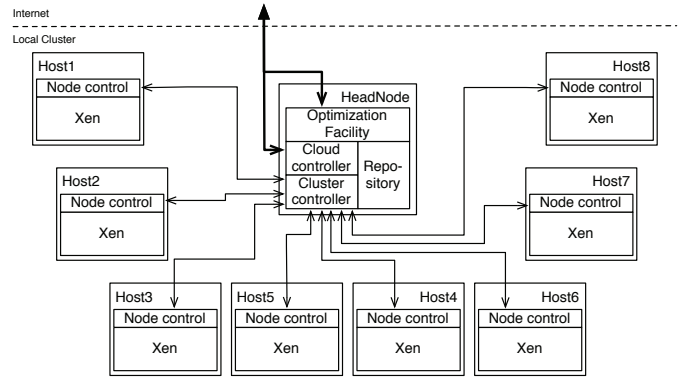 Internet
Local Cluster
Host1
Node control
Xen
Host8
Node control
Xen
HeadNode
Optimization
Facility
Cloud
controller
Cluster
controller
Repo-
sitory
Host2
Node control
Xen
Host7
Node control
Xen
Host3
Node control
Xen
Host5
Node control
Xen
Host4
Node control
Xen
Host6
Node control
Xen